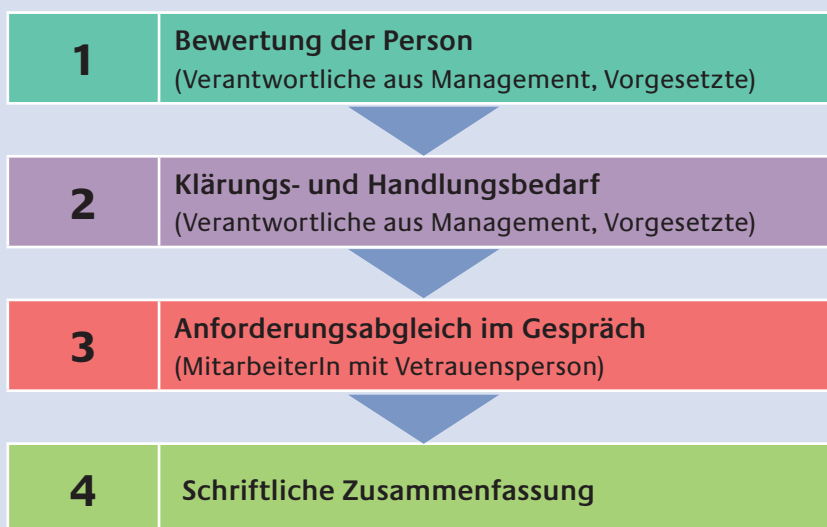 1
Bewertung der Person
(Verantwortliche aus Management, Vorgesetzte)
2
Klärungs- und Handlungsbedarf
(Verantwortliche aus Management, Vorgesetzte)
3
Anforderungsabgleich im Gespräch
(MitarbeiterIn mit Vetrauensperson)
4
Schriftliche Zusammenfassung